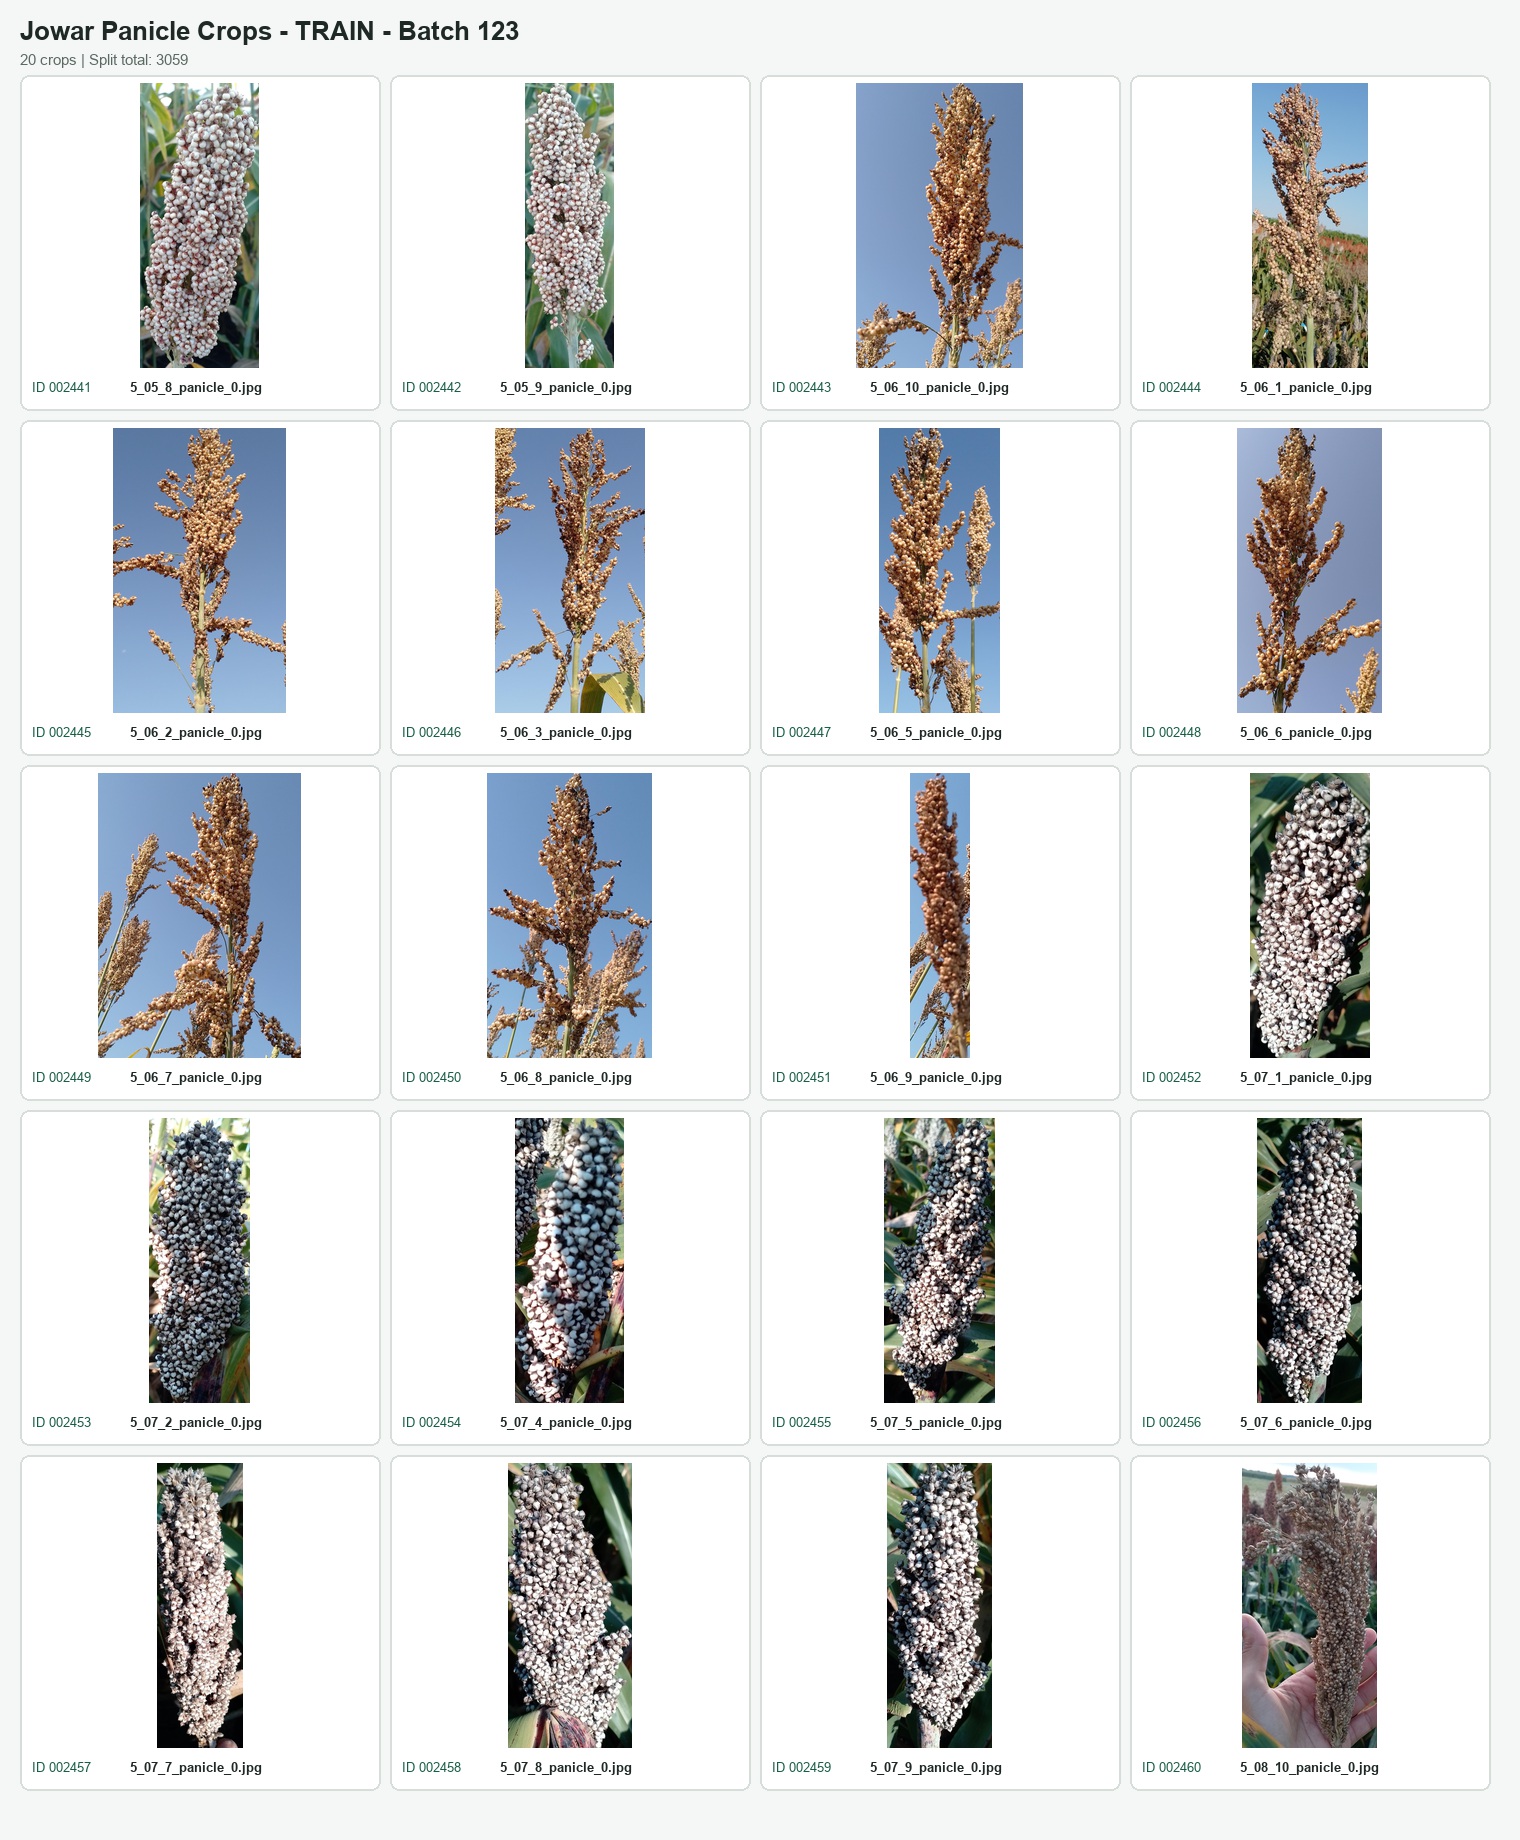 Jowar Panicle Crops - TRAIN - Batch 123
20 crops | Split total: 3059
ID 002441 5_05_8_panicle_0.jpg
ID 002442 5_05_9_panicle_0.jpg
ID 002443 5_06_10_panicle_0.jpg
ID 002444 5_06_1_panicle_0.jpg
ID 002445 5_06_2_panicle_0.jpg
ID 002446 5_06_3_panicle_0.jpg
ID 002447 5_06_5_panicle_0.jpg
ID 002448 5_06_6_panicle_0.jpg
ID 002449 5_06_7_panicle_0.jpg
ID 002450 5_06_8_panicle_0.jpg
ID 002451 5_06_9_panicle_0.jpg
ID 002452 5_07_1_panicle_0.jpg
ID 002453 5_07_2_panicle_0.jpg
ID 002454 5_07_4_panicle_0.jpg
ID 002455 5_07_5_panicle_0.jpg
ID 002456 5_07_6_panicle_0.jpg
ID 002457 5_07_7_panicle_0.jpg
ID 002458 5_07_8_panicle_0.jpg
ID 002459 5_07_9_panicle_0.jpg
ID 002460 5_08_10_panicle_0.jpg